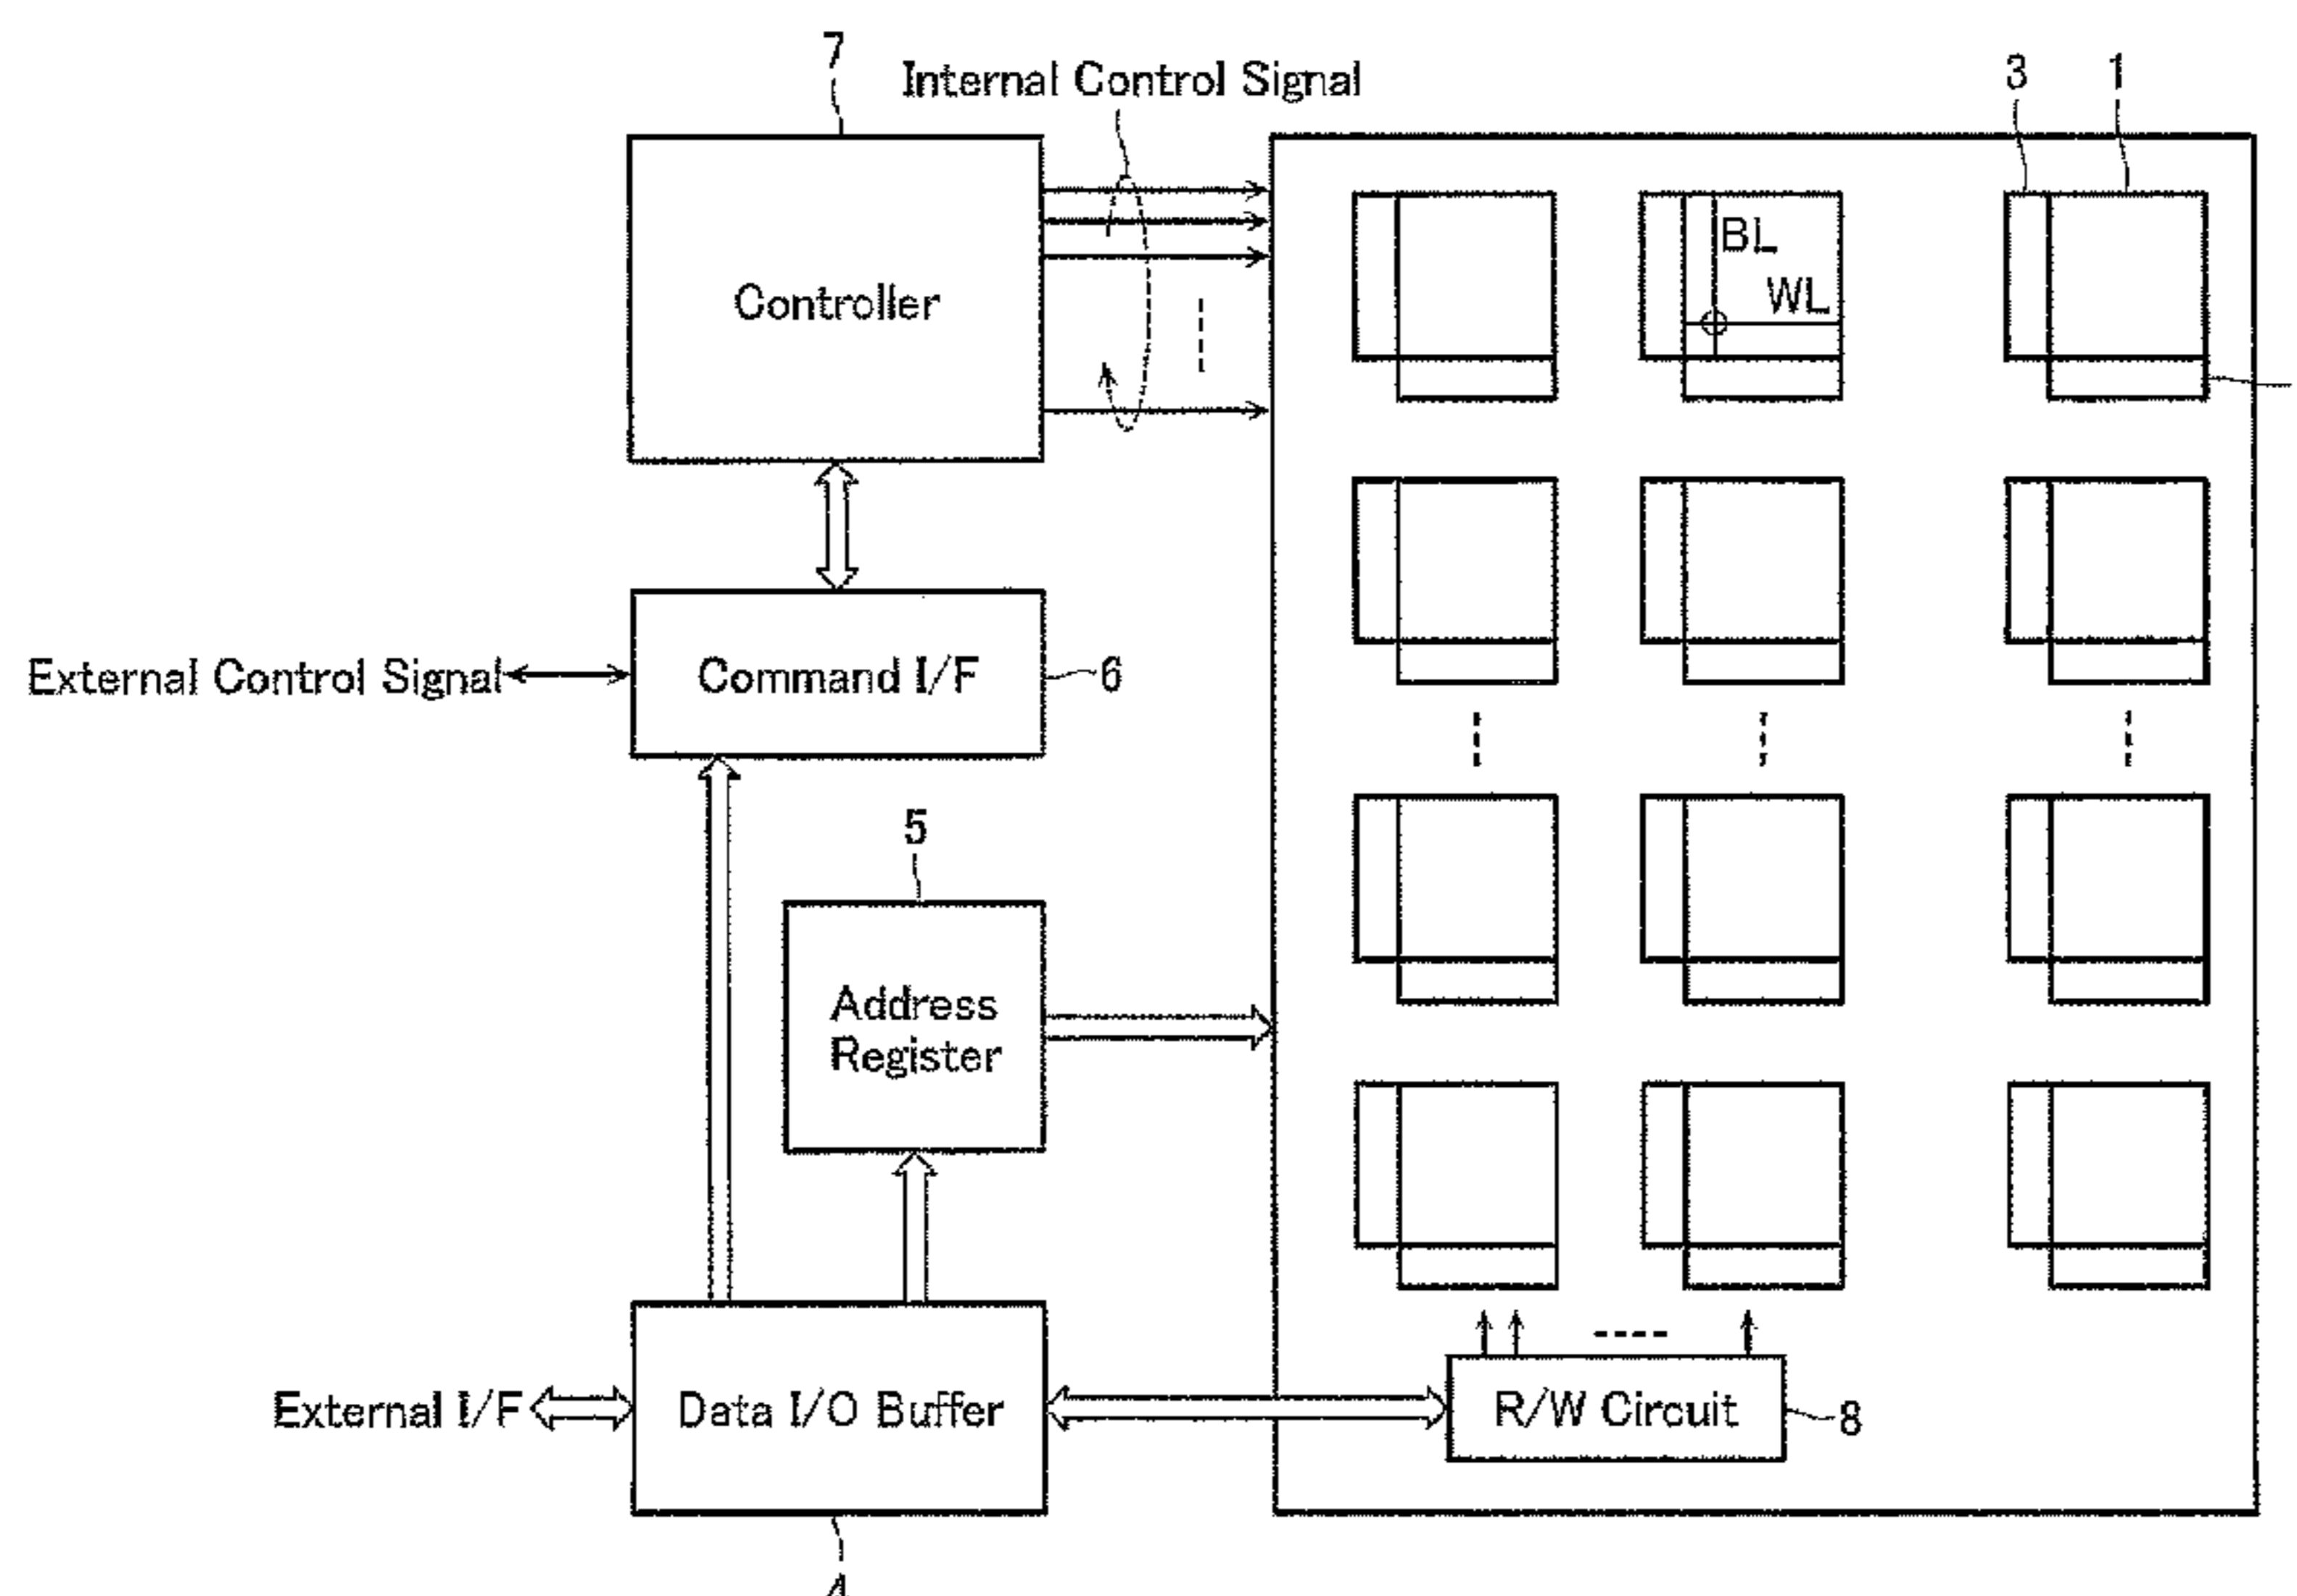 7
Internal Control Signal
3
1
Controller
BL
WL
External Control Signal
Command I/F
6
5
Address
Register
External I/F
Data I/O Buffer
R/W Circuit
8
4